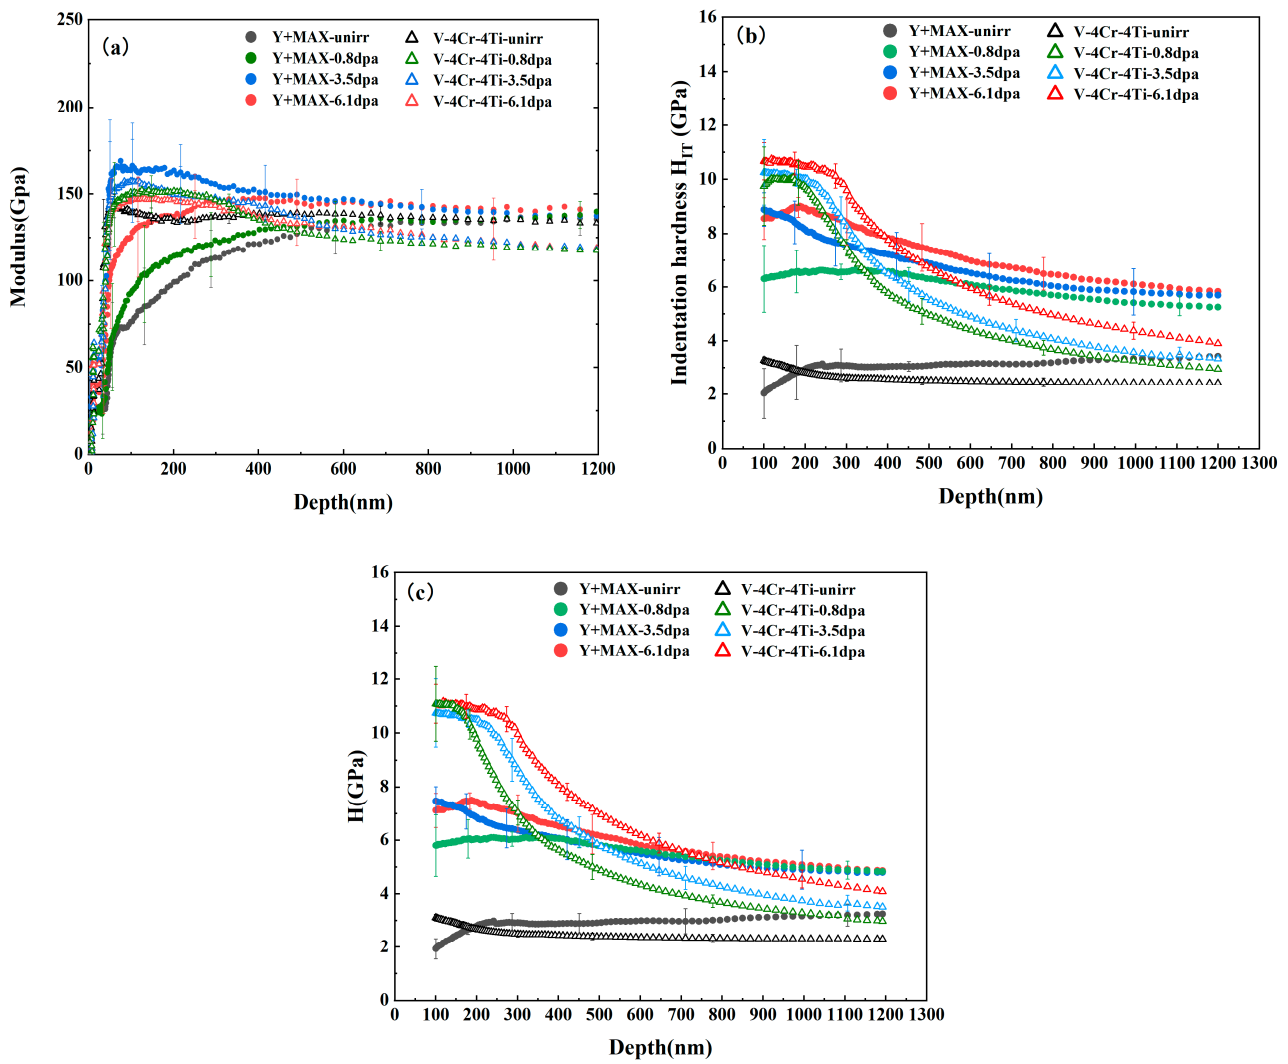 (a)
Y+MAX-unirr
Y+MAX-0.8dpa
Y+MAX-3.5dpa
Y+MAX-6.1dpa
V-4Cr-4Ti-unirr
V-4Cr-4Ti-0.8dpa
V-4Cr-4Ti-3.5dpa
V-4Cr-4Ti-6.1dpa
Modulus(Gpa)
250
200
150
100
50
0
0 200 400 600 800 1000 1200
Depth(nm)
(b)
Y+MAX-unirr
Y+MAX-0.8dpa
Y+MAX-3.5dpa
Y+MAX-6.1dpa
V-4Cr-4Ti-unirr
V-4Cr-4Ti-0.8dpa
V-4Cr-4Ti-3.5dpa
V-4Cr-4Ti-6.1dpa
Indentation hardness H_IT (GPa)
16
14
12
10
8
6
4
2
0
0 100 200 300 400 500 600 700 800 900 1000 1100 1200 1300
Depth(nm)
(c)
Y+MAX-unirr
Y+MAX-0.8dpa
Y+MAX-3.5dpa
Y+MAX-6.1dpa
V-4Cr-4Ti-unirr
V-4Cr-4Ti-0.8dpa
V-4Cr-4Ti-3.5dpa
V-4Cr-4Ti-6.1dpa
H(GPa)
16
14
12
10
8
6
4
2
0
0 100 200 300 400 500 600 700 800 900 1000 1100 1200 1300
Depth(nm)